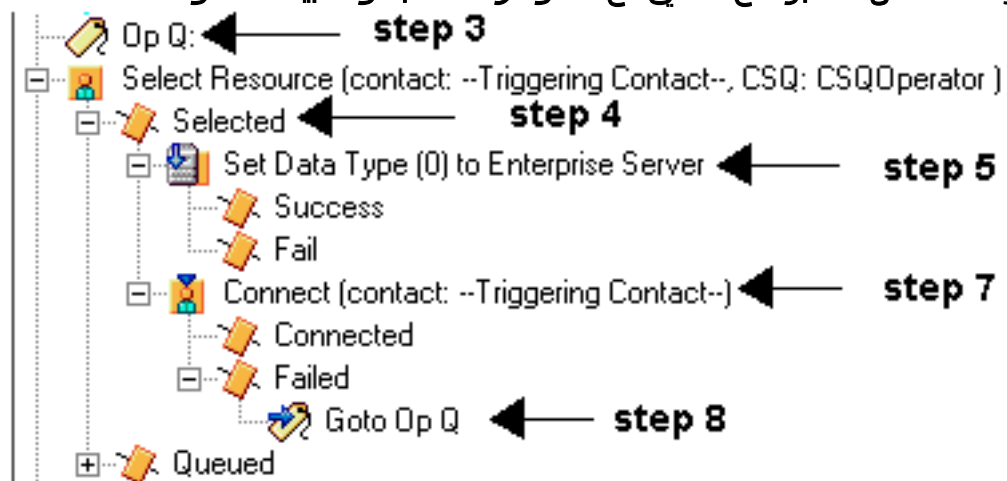 Op Q: step 3
Select Resource (contact: --Triggering Contact--, CSQ: CSQOperator )
Selected step 4
Set Data Type (0) to Enterprise Server step 5
Success
Fail
Connect (contact: --Triggering Contact--) step 7
Connected
Failed
Goto Op Q step 8
Queued